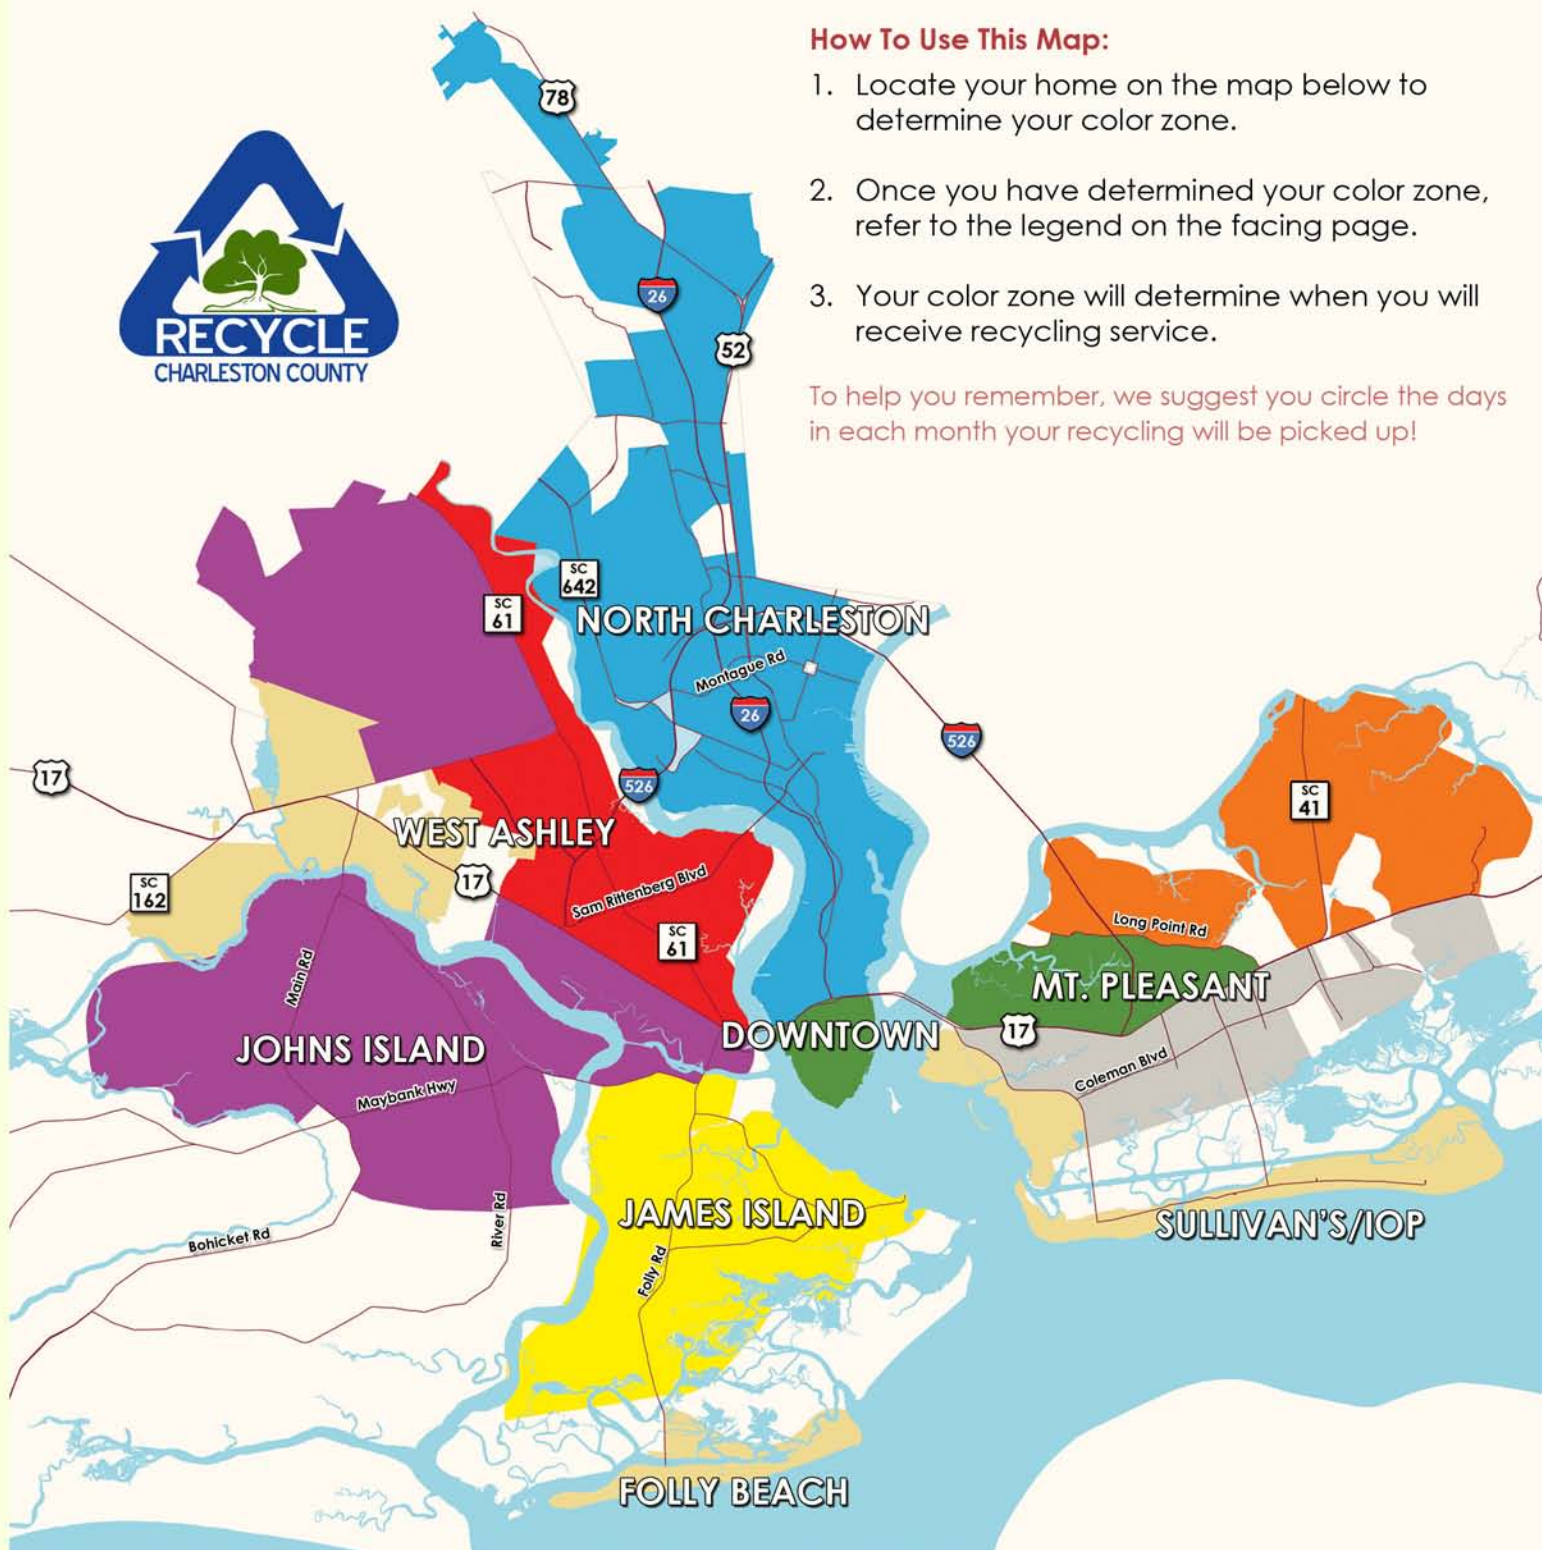 How To Use This Map:
1. Locate your home on the map below to
determine your color zone.
2. Once you have determined your color zone,
refer to the legend on the facing page.
3. Your color zone will determine when you will
receive recycling service.
To help you remember, we suggest you circle the days
in each month your recycling will be picked up!
RECYCLE
CHARLESTON COUNTY
78
26
52
SC
642
SC
61
NORTH CHARLESTON
Montague Rd
26
526
526
17
SC
41
WEST ASHLEY
17
SC
162
Sam Rittenberg Blvd
SC
61
Long Point Rd
Main Rd
MT. PLEASANT
JOHNS ISLAND
DOWNTOWN
17
Coleman Blvd
Maybank Hwy
River Rd
JAMES ISLAND
SULLIVAN'S/IOP
Bohicket Rd
Folly Rd
FOLLY BEACH